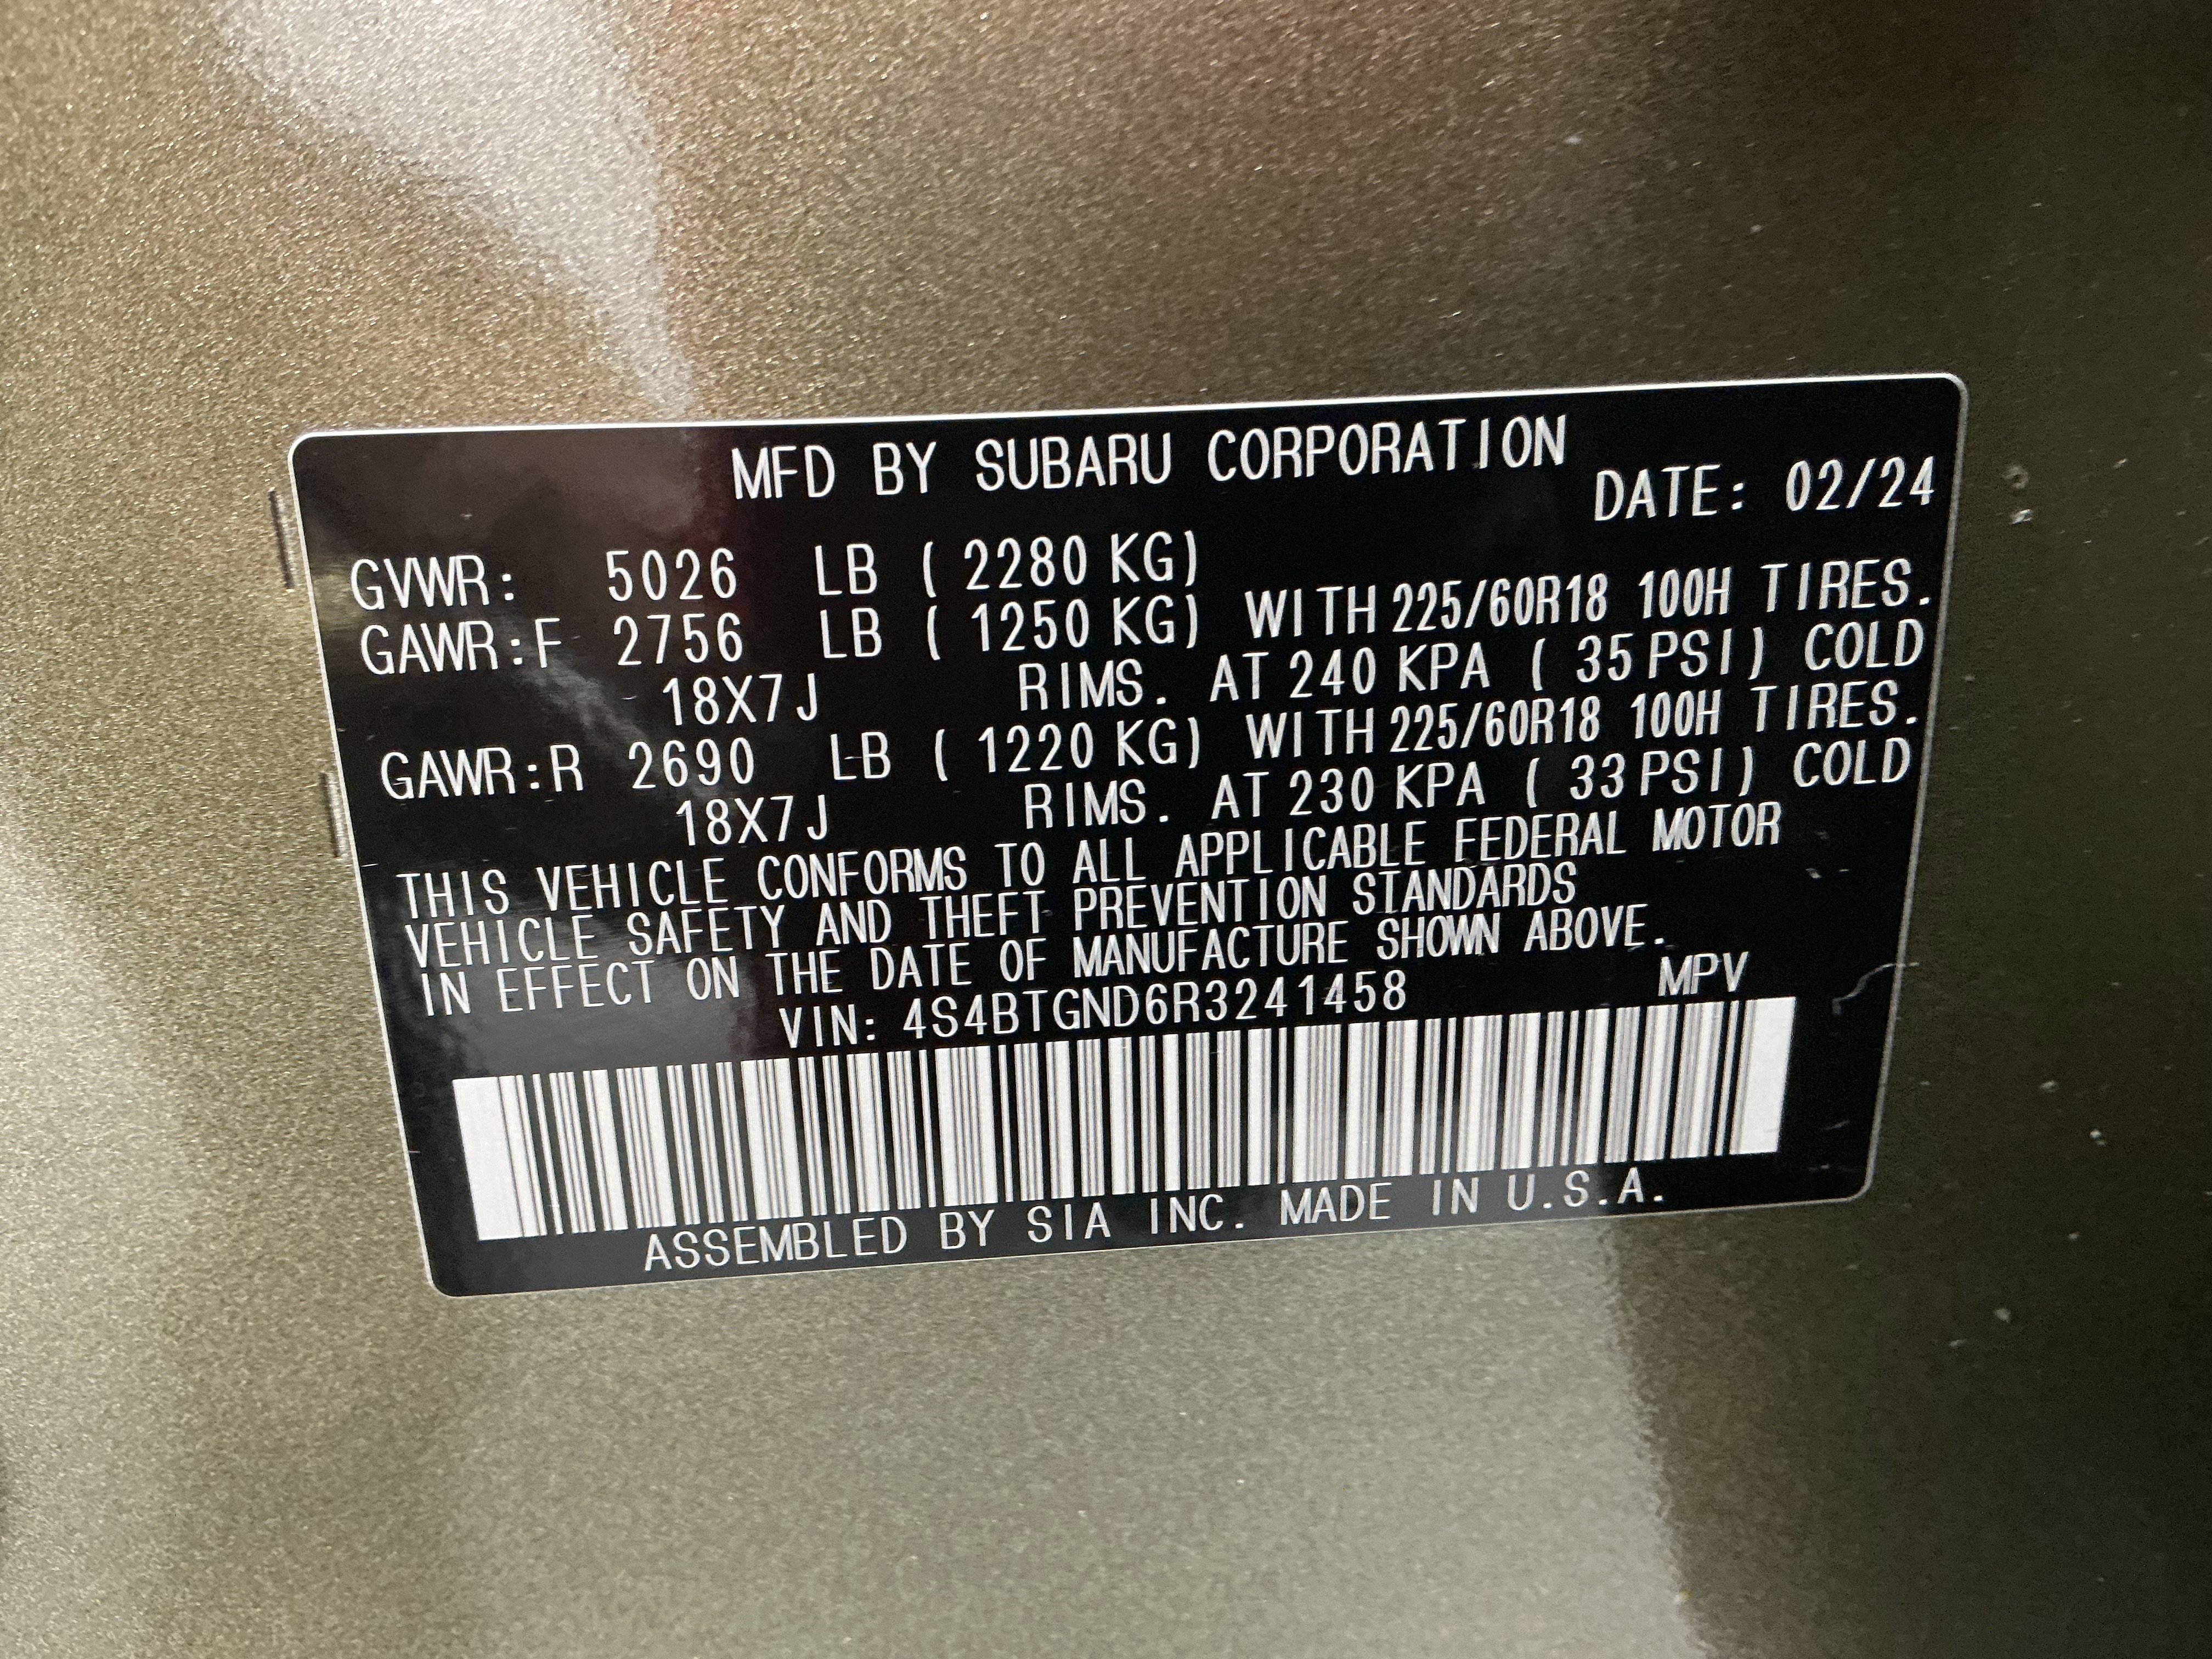 MFD BY SUBARU CORPORATION
DATE: 02/24
GVWR: 5026 LB ( 2280 KG)
GAWR:F 2756 LB ( 1250 KG) WITH 225/60R18 100H TIRES.
18X7J RIMS. AT 240 KPA ( 35 PSI) COLD
GAWR:R 2690 LB ( 1220 KG) WITH 225/60R18 100H TIRES.
18X7J RIMS. AT 230 KPA ( 33 PSI) COLD
THIS VEHICLE CONFORMS TO ALL APPLICABLE FEDERAL MOTOR
VEHICLE SAFETY AND THEFT PREVENTION STANDARDS
IN EFFECT ON THE DATE OF MANUFACTURE SHOWN ABOVE.
VIN: 4S4BTGND6R3241458 MPV
ASSEMBLED BY SIA INC. MADE IN U.S.A.